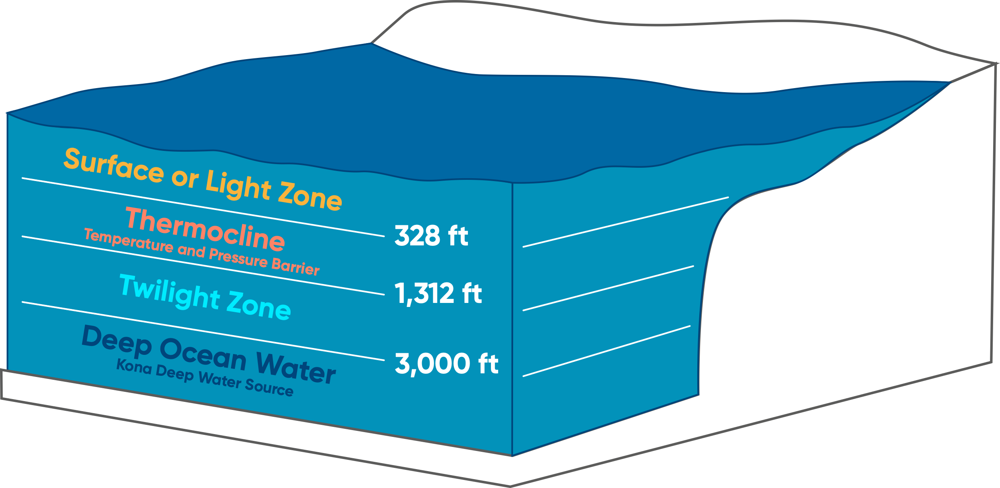 Surface or Light Zone
328 ft
Thermocline
Temperature and Pressure Barrier
1,312 ft
Twilight Zone
3,000 ft
Deep Ocean Water
Kona Deep Water Source